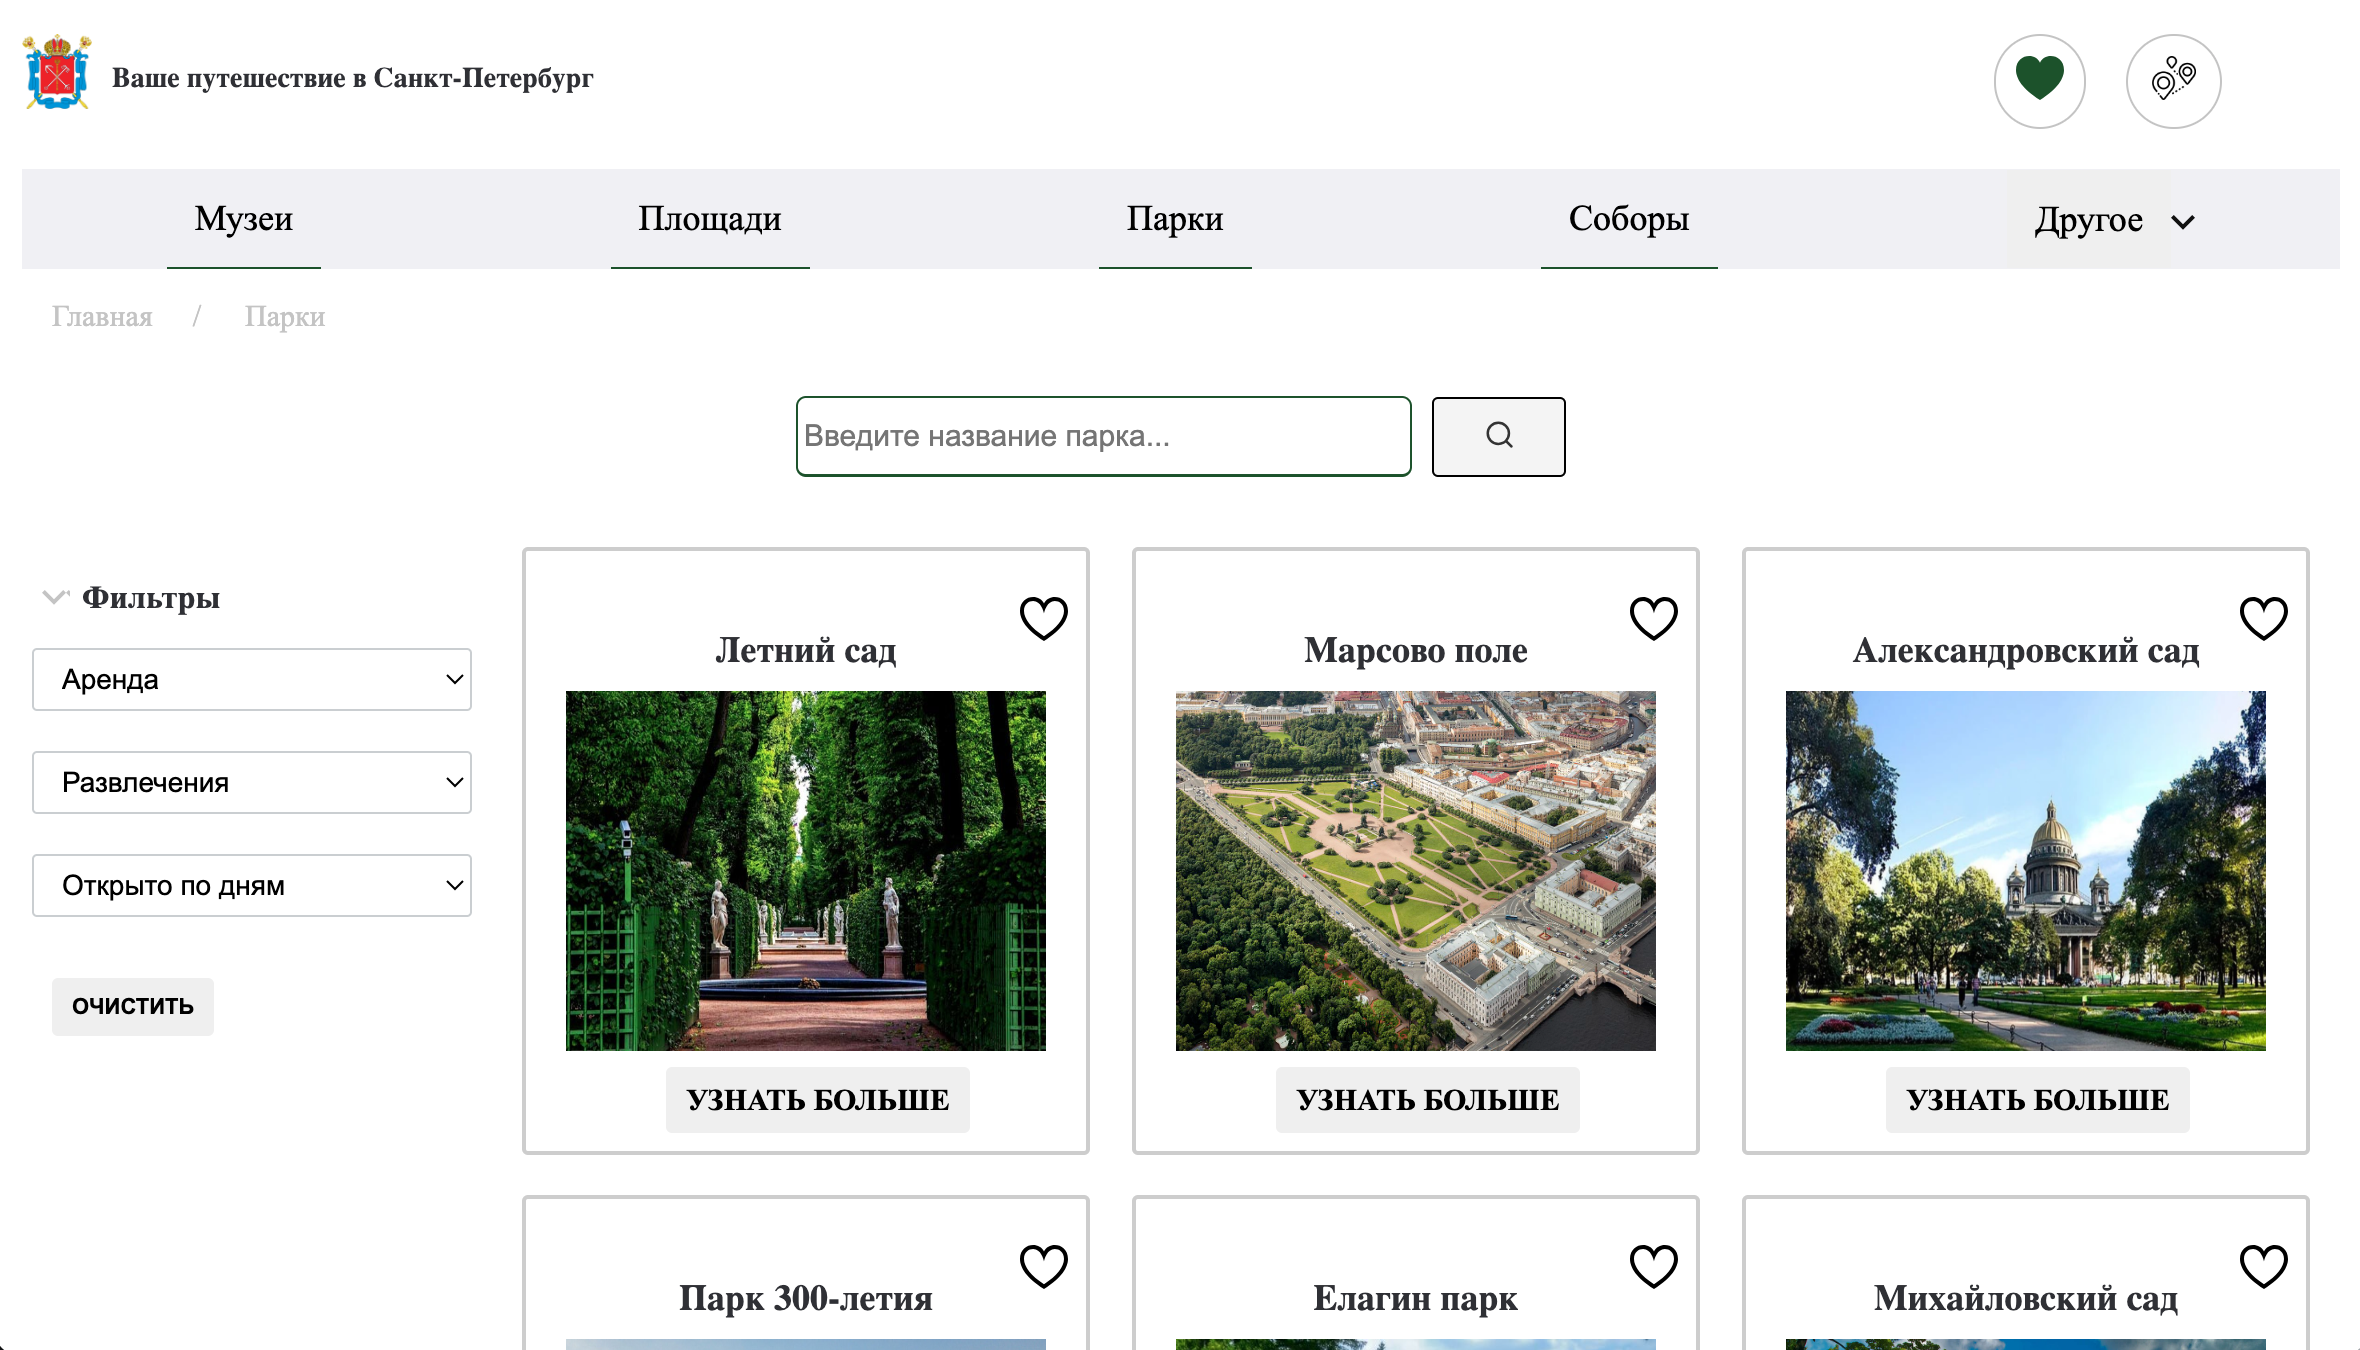 Ваше путешествие в Санкт-Петербург
Музеи Площади Парки Соборы Другое
Главная / Парки
Введите название парка...
Фильтры
Аренда
Развлечения
Открыто по дням
ОЧИСТИТЬ
Летний сад
УЗНАТЬ БОЛЬШЕ
Марсово поле
УЗНАТЬ БОЛЬШЕ
Александровский сад
УЗНАТЬ БОЛЬШЕ
Парк 300-летия
Елагин парк
Михайловский сад